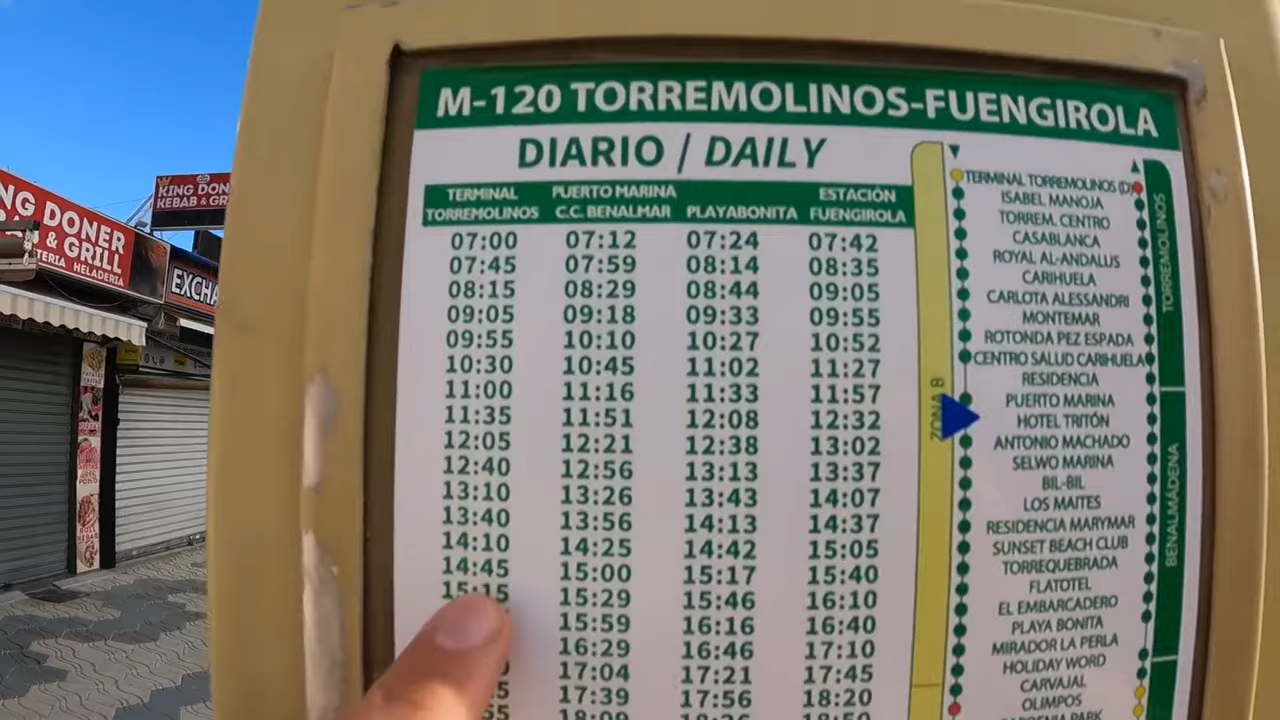 M-120 TORREMOLINOS-FUENGIROLA
DIARIO / DAILY
TERMINAL TORREMOLINOS PUERTO MARINA C.C. BENALMAR PLAYABONITA ESTACIÓN FUENGIROLA
07:00 07:12 07:24 07:42
07:45 07:59 08:14 08:35
08:15 08:29 08:44 09:05
09:05 09:18 09:33 09:55
09:55 10:10 10:27 10:52
10:30 10:45 11:02 11:27
11:00 11:16 11:33 11:57
11:35 11:51 12:08 12:32
12:05 12:21 12:38 13:02
12:40 12:56 13:13 13:37
13:10 13:26 13:43 14:07
13:40 13:56 14:13 14:37
14:10 14:25 14:42 15:05
14:45 15:00 15:17 15:40
15:15 15:29 15:46 16:10
15:59 16:16 16:40
16:29 16:46 17:10
17:04 17:21 17:45
17:39 17:56 18:20
ZONA B
TERMINAL TORREMOLINOS (D)
ISABEL MANOJA
TORREM. CENTRO
CASABLANCA
ROYAL AL-ANDALUS
CARIHUELA
CARLOTA ALESSANDRI
MONTEMAR
ROTONDA PEZ ESPADA
CENTRO SALUD CARIHUELA
RESIDENCIA
PUERTO MARINA
HOTEL TRITÓN
ANTONIO MACHADO
SELWO MARINA
BIL-BIL
LOS MAITES
RESIDENCIA MARYMAR
SUNSET BEACH CLUB
TORREQUEBRADA
FLATOTEL
EL EMBARCADERO
PLAYA BONITA
MIRADOR LA PERLA
HOLIDAY WORD
CARVAJAL
OLIMPOS
TORREMOLINOS
BENALMÁDENA
NG DONER
& GRILL
TERIA HELADERIA
KING DON
KEBAB & GR
EXCHA